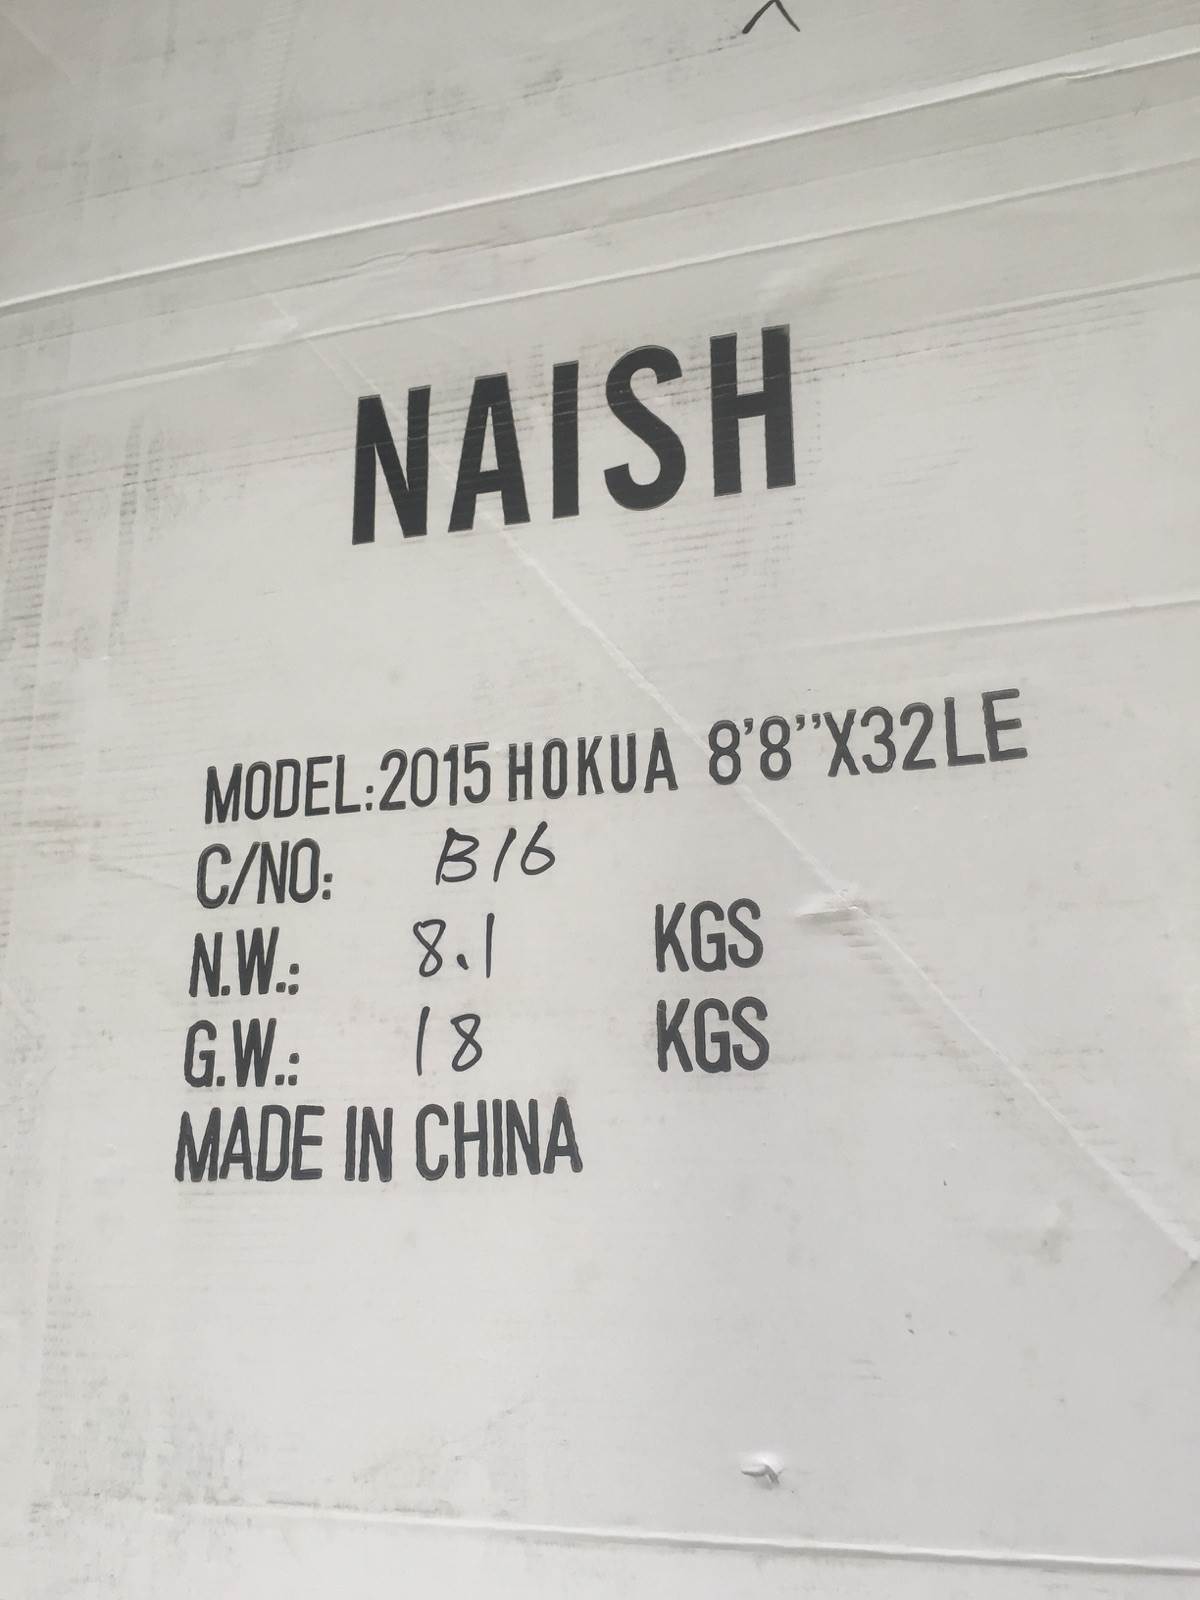 NAISH
MODEL:2015 HOKUA 8'8"X32LE
C/NO: B16
N.W.: 8.1 KGS
G.W.: 18 KGS
MADE IN CHINA